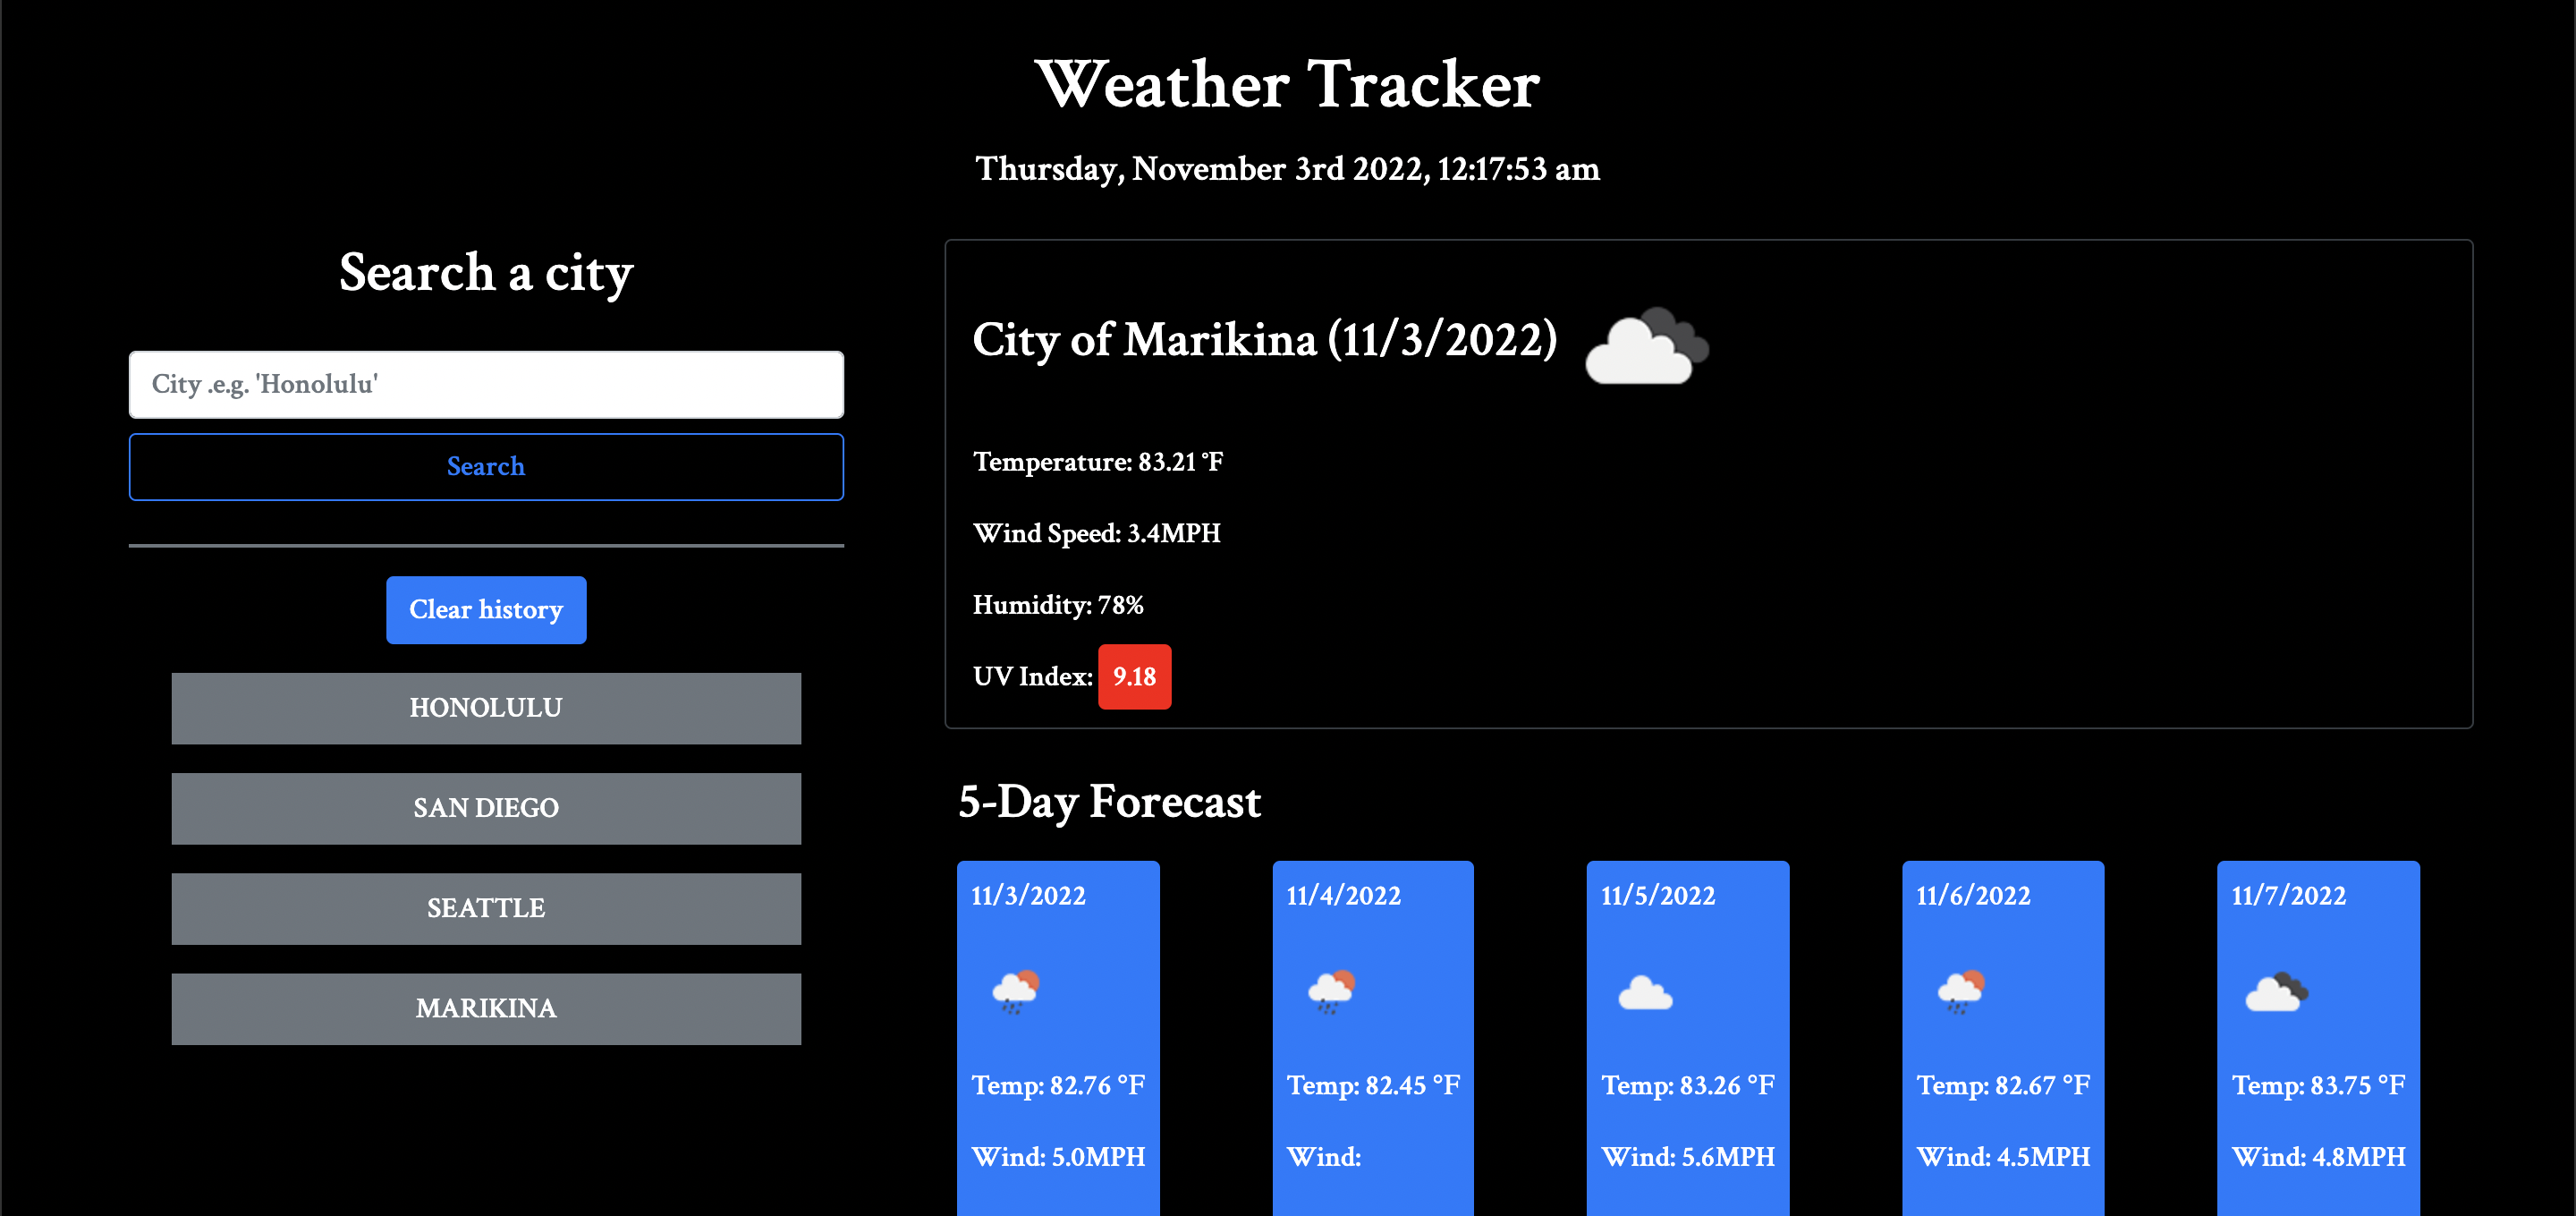 Weather Tracker
Thursday, November 3rd 2022, 12:17:53 am
Search a city
City .e.g. 'Honolulu'
Search
Clear history
HONOLULU
SAN DIEGO
SEATTLE
MARIKINA
City of Marikina (11/3/2022)
Temperature: 83.21 °F
Wind Speed: 3.4MPH
Humidity: 78%
UV Index: 9.18
5-Day Forecast
11/3/2022
Temp: 82.76 °F
Wind: 5.0MPH
11/4/2022
Temp: 82.45 °F
Wind:
11/5/2022
Temp: 83.26 °F
Wind: 5.6MPH
11/6/2022
Temp: 82.67 °F
Wind: 4.5MPH
11/7/2022
Temp: 83.75 °F
Wind: 4.8MPH